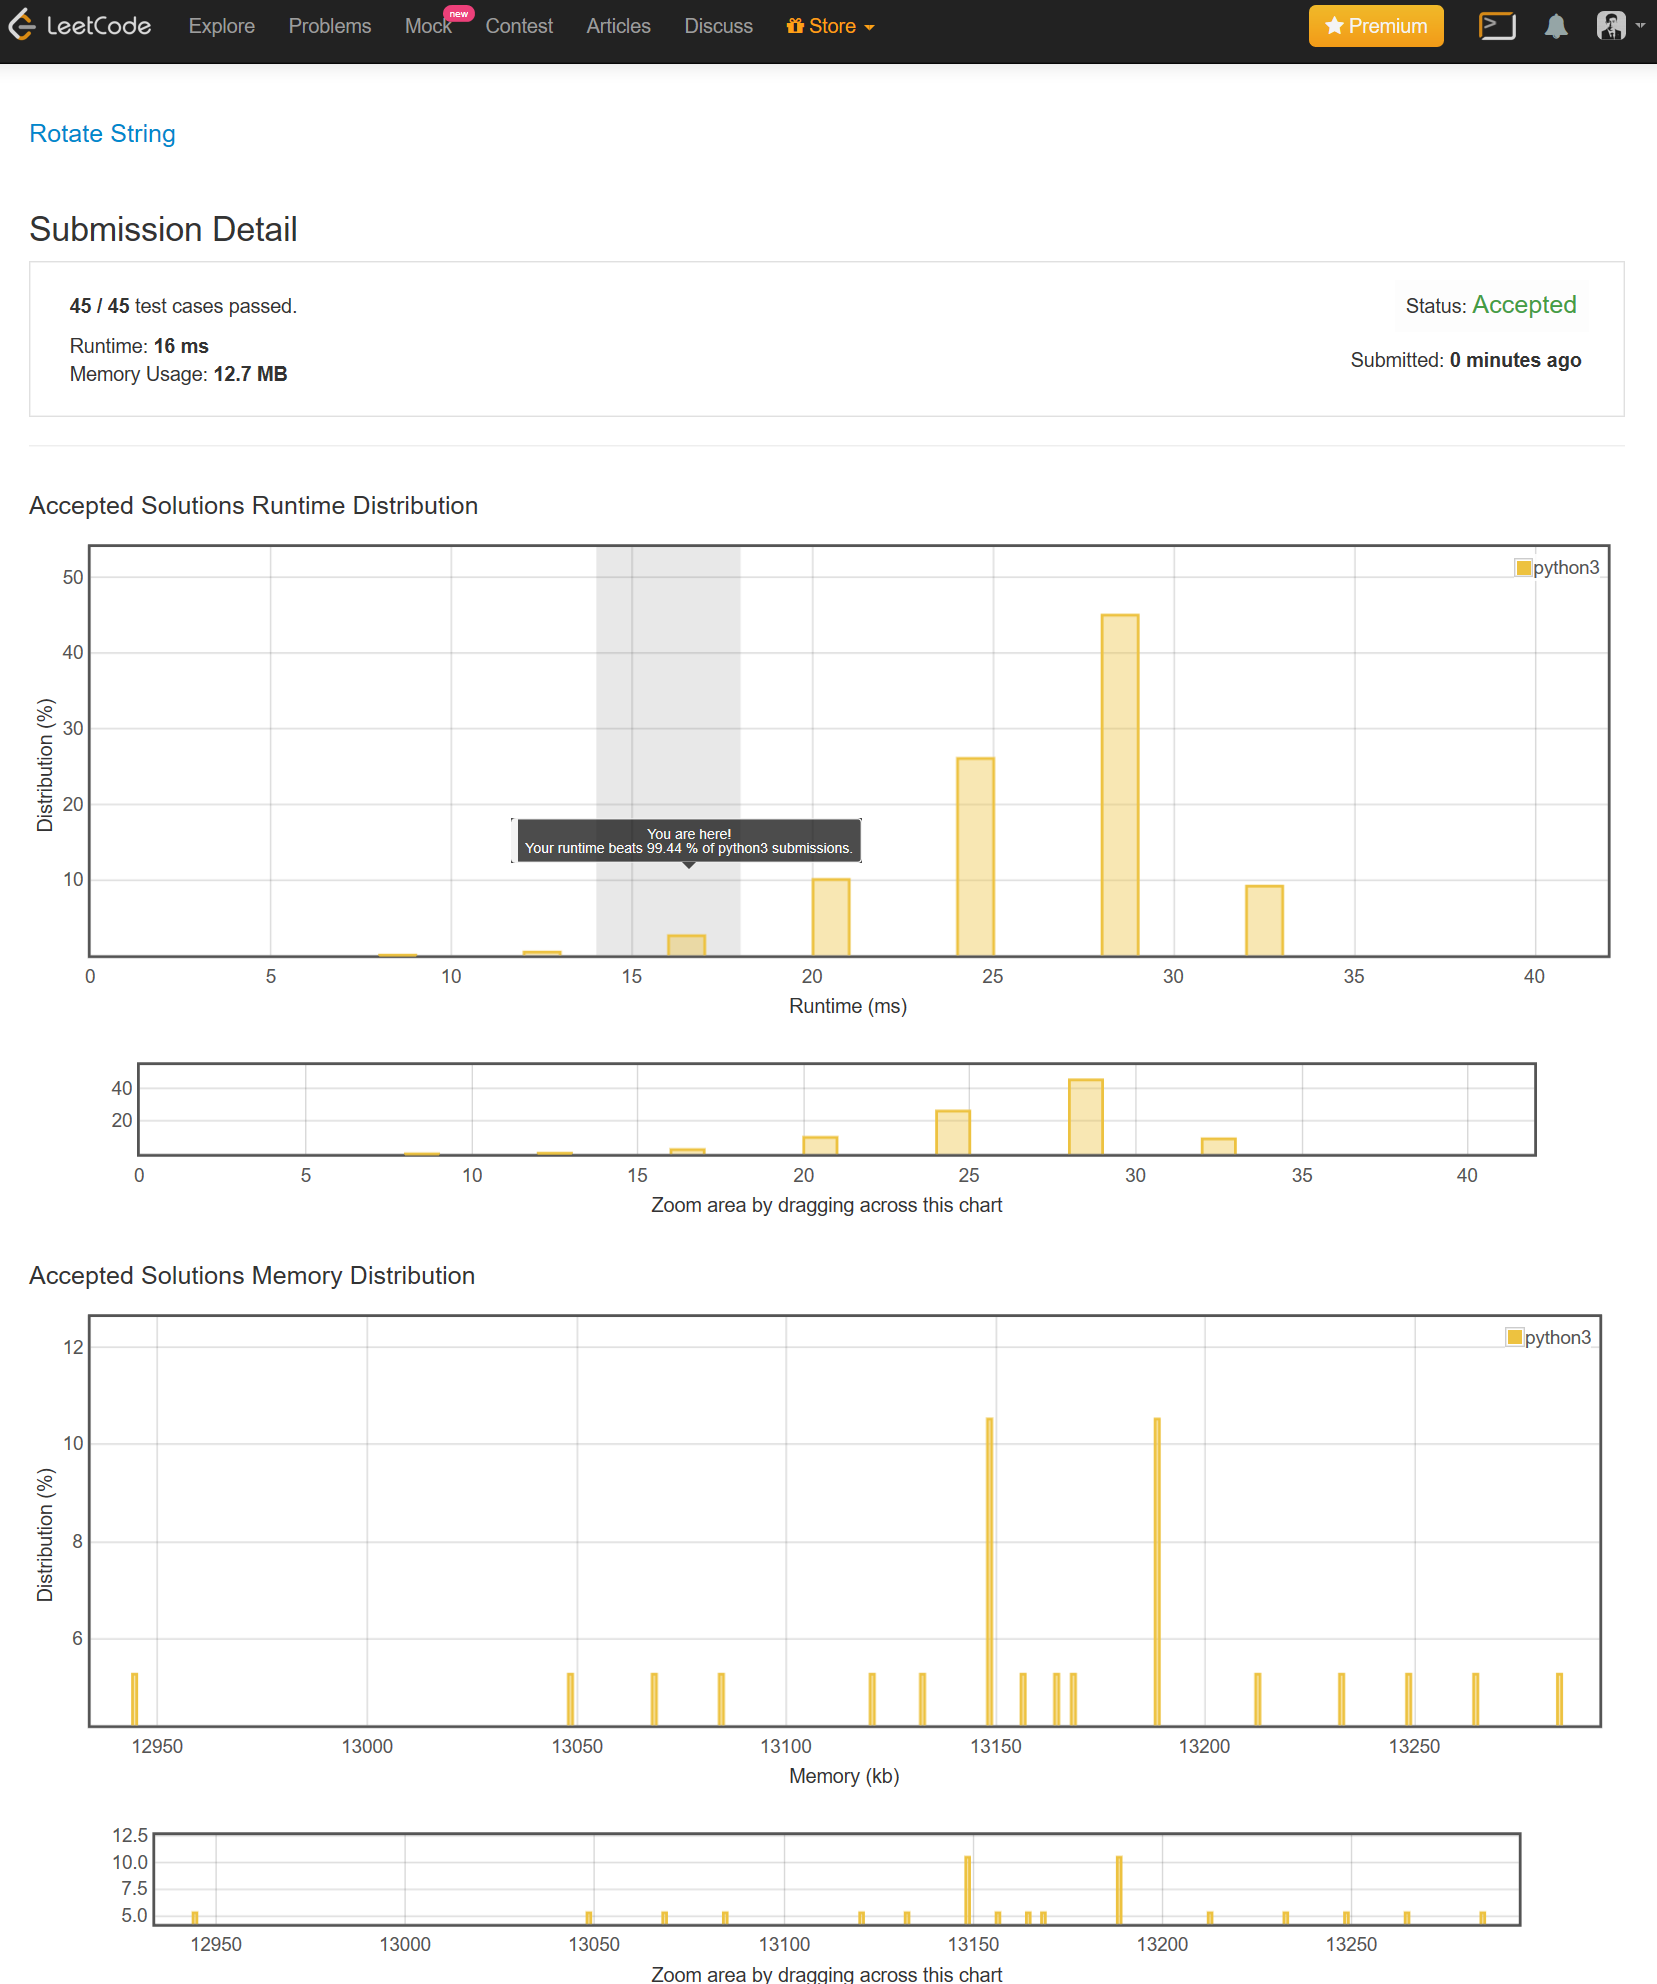 LeetCode Explore Problems Mock new Contest Articles Discuss Store Premium
Rotate String
Submission Detail
45 / 45 test cases passed.
Status: Accepted
Runtime: 16 ms
Submitted: 0 minutes ago
Memory Usage: 12.7 MB
Accepted Solutions Runtime Distribution
python3
50
40
30
20
10
Distribution (%)
You are here!
Your runtime beats 99.44 % of python3 submissions.
0 5 10 15 20 25 30 35 40
Runtime (ms)
40
20
0 5 10 15 20 25 30 35 40
Zoom area by dragging across this chart
Accepted Solutions Memory Distribution
python3
12
10
8
6
Distribution (%)
12950 13000 13050 13100 13150 13200 13250
Memory (kb)
12.5
10.0
7.5
5.0
12950 13000 13050 13100 13150 13200 13250
Zoom area by dragging across this chart